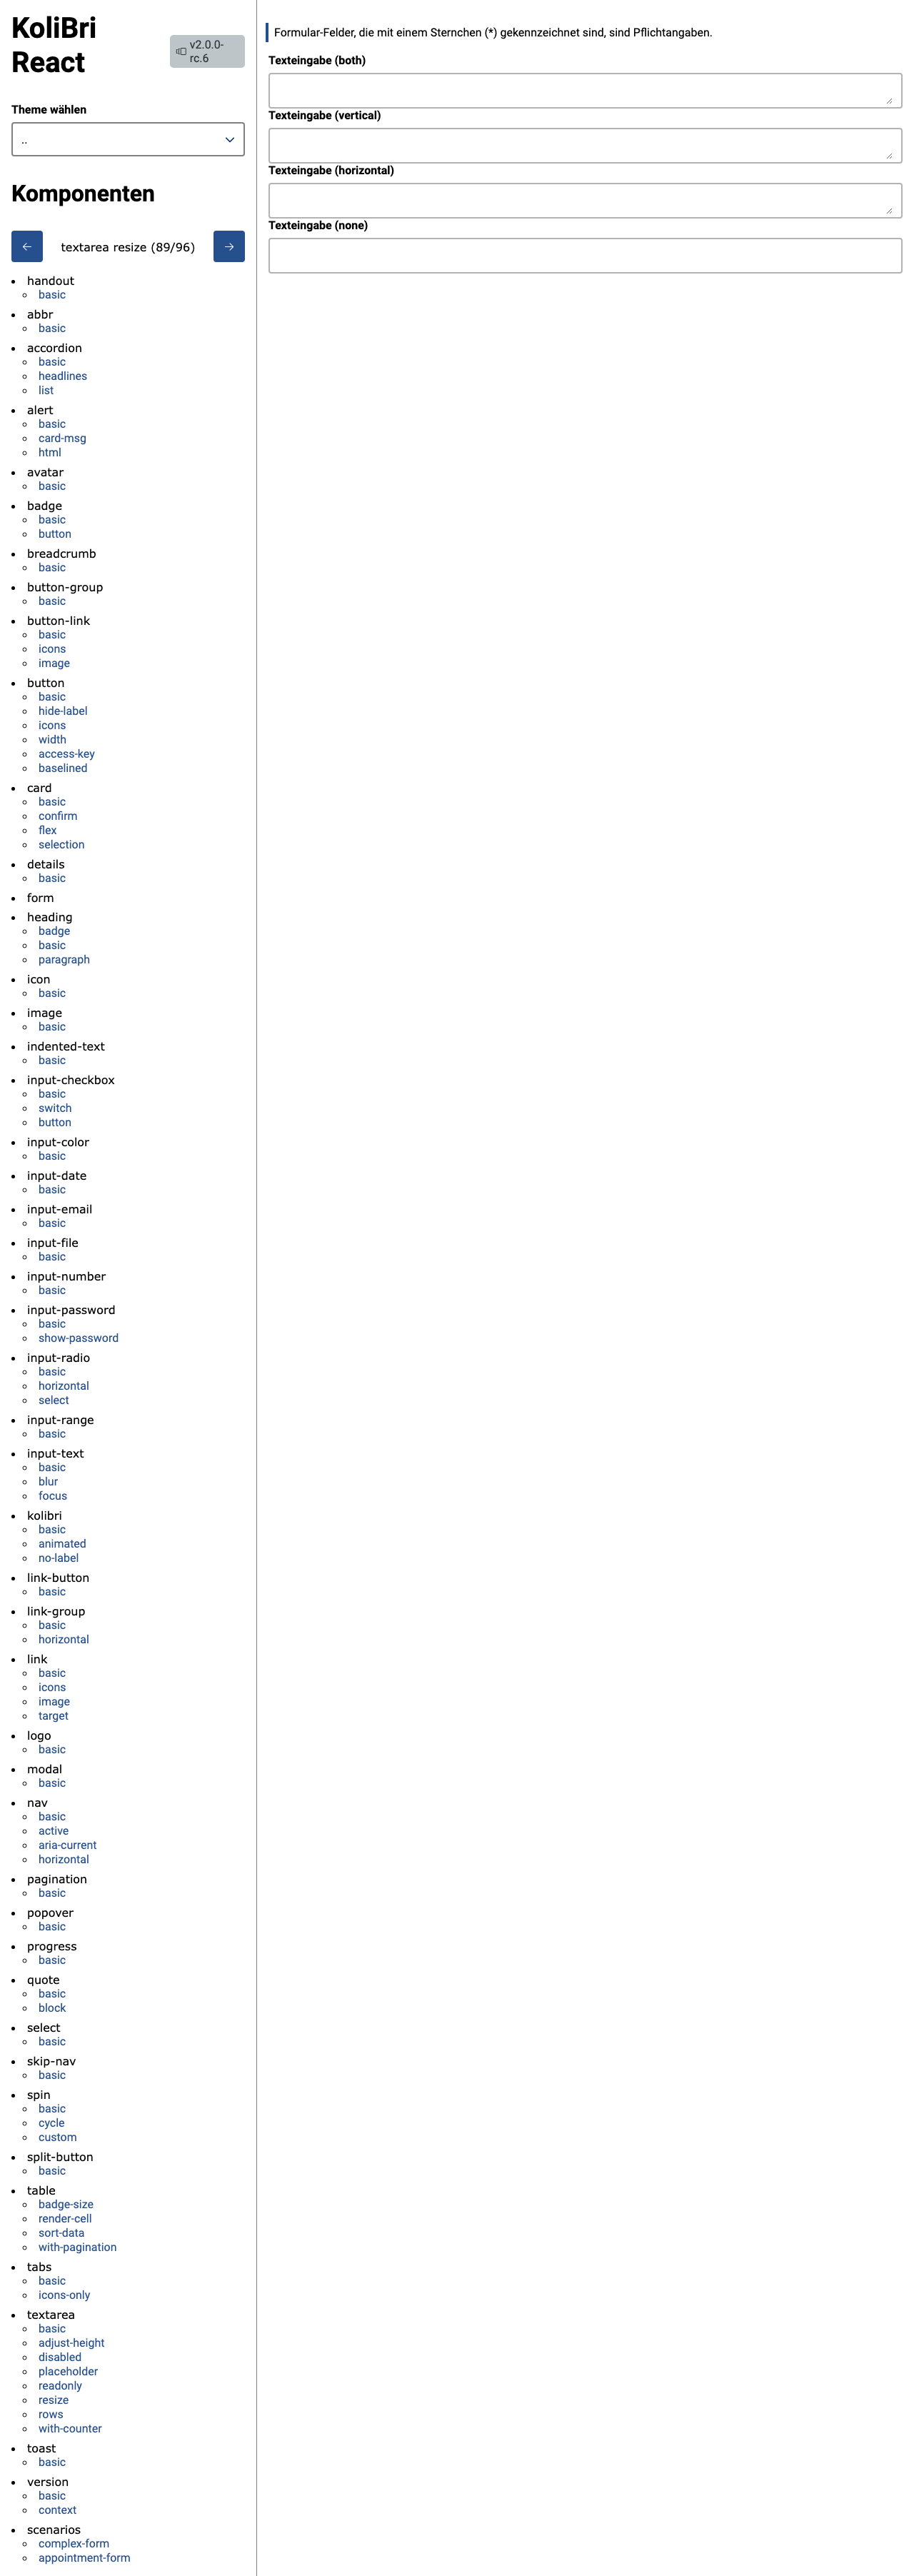 KoliBri
React
v2.0.0-
rc.6
Theme wählen
..
Komponenten
← textarea resize (89/96) →
handout
basic
abbr
basic
accordion
basic
headlines
list
alert
basic
card-msg
html
avatar
basic
badge
basic
button
breadcrumb
basic
button-group
basic
button-link
basic
icons
image
button
basic
hide-label
icons
width
access-key
baselined
card
basic
confirm
flex
selection
details
basic
form
heading
badge
basic
paragraph
icon
basic
image
basic
indented-text
basic
input-checkbox
basic
switch
button
input-color
basic
input-date
basic
input-email
basic
input-file
basic
input-number
basic
input-password
basic
show-password
input-radio
basic
horizontal
select
input-range
basic
input-text
basic
blur
focus
kolibri
basic
animated
no-label
link-button
basic
link-group
basic
horizontal
link
basic
icons
image
target
logo
basic
modal
basic
nav
basic
active
aria-current
horizontal
pagination
basic
popover
basic
progress
basic
quote
basic
block
select
basic
skip-nav
basic
spin
basic
cycle
custom
split-button
basic
table
badge-size
render-cell
sort-data
with-pagination
tabs
basic
icons-only
textarea
basic
adjust-height
disabled
placeholder
readonly
resize
rows
with-counter
toast
basic
version
basic
context
scenarios
complex-form
appointment-form
Formular-Felder, die mit einem Sternchen (*) gekennzeichnet sind, sind Pflichtangaben.
Texteingabe (both)
Texteingabe (vertical)
Texteingabe (horizontal)
Texteingabe (none)